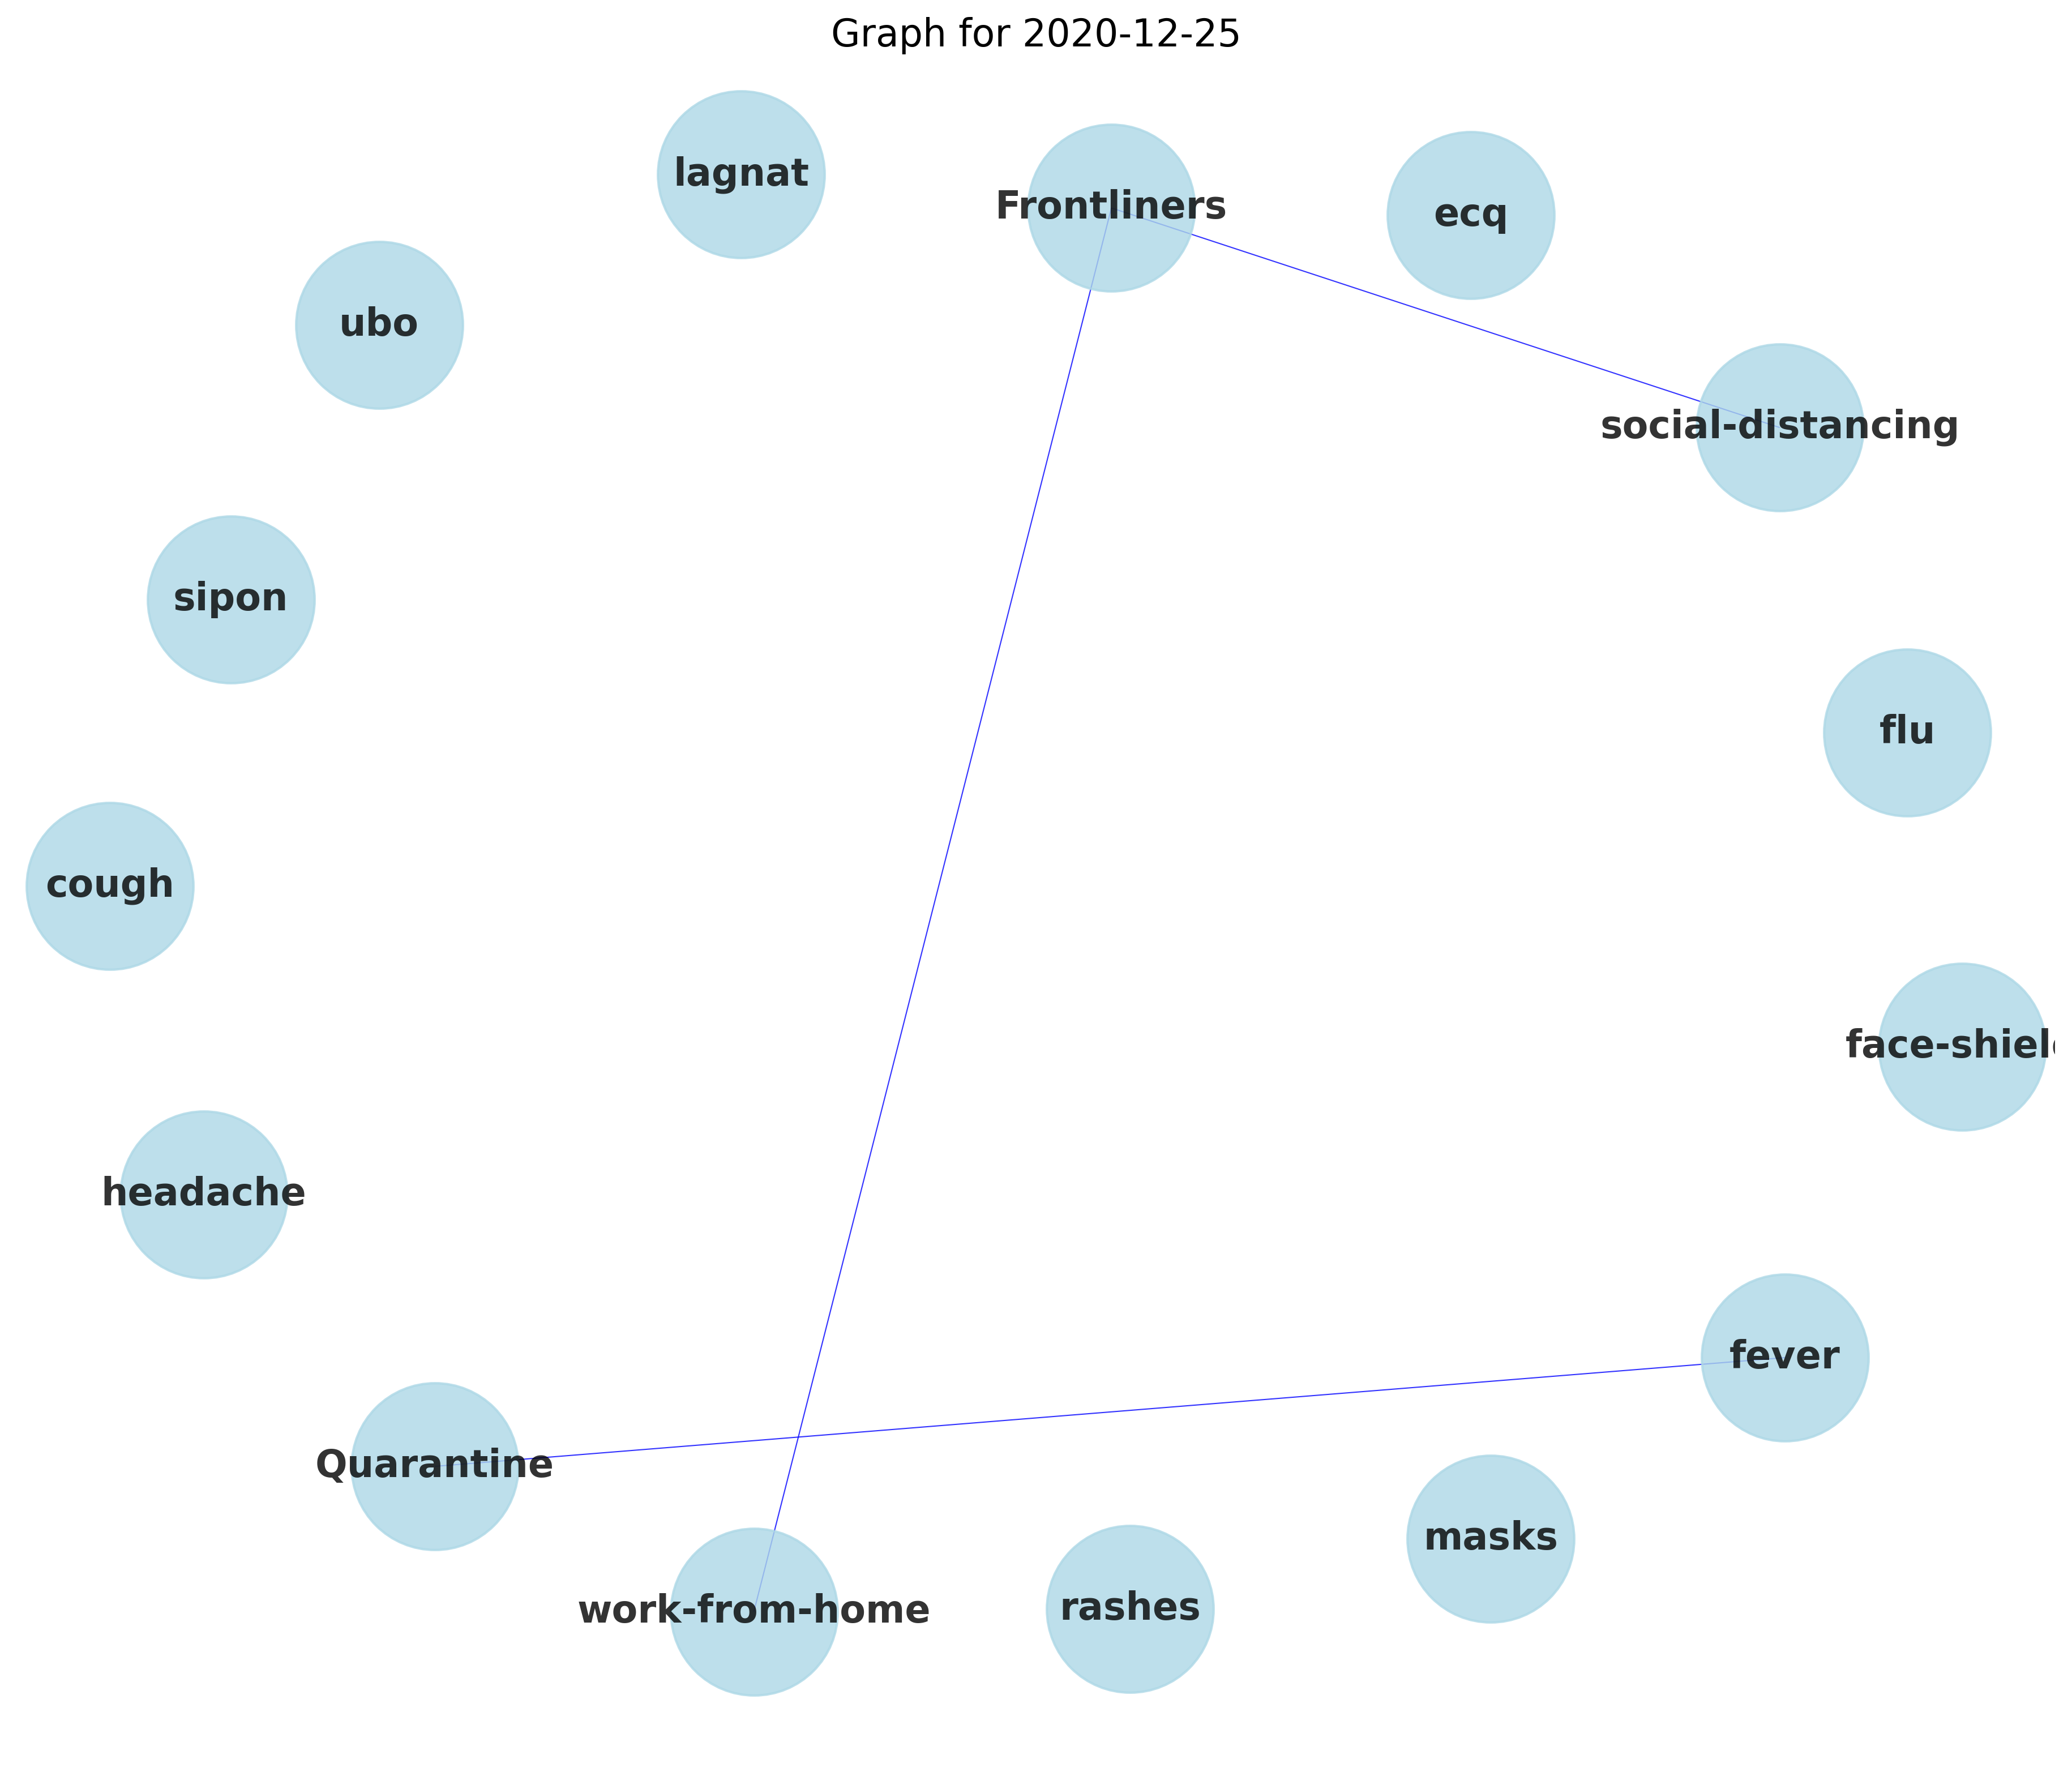 Graph for 2020-12-25
lagnat
Frontliners
ecq
ubo
social-distancing
sipon
flu
cough
face-shiel
headache
fever
Quarantine
masks
work-from-home
rashes